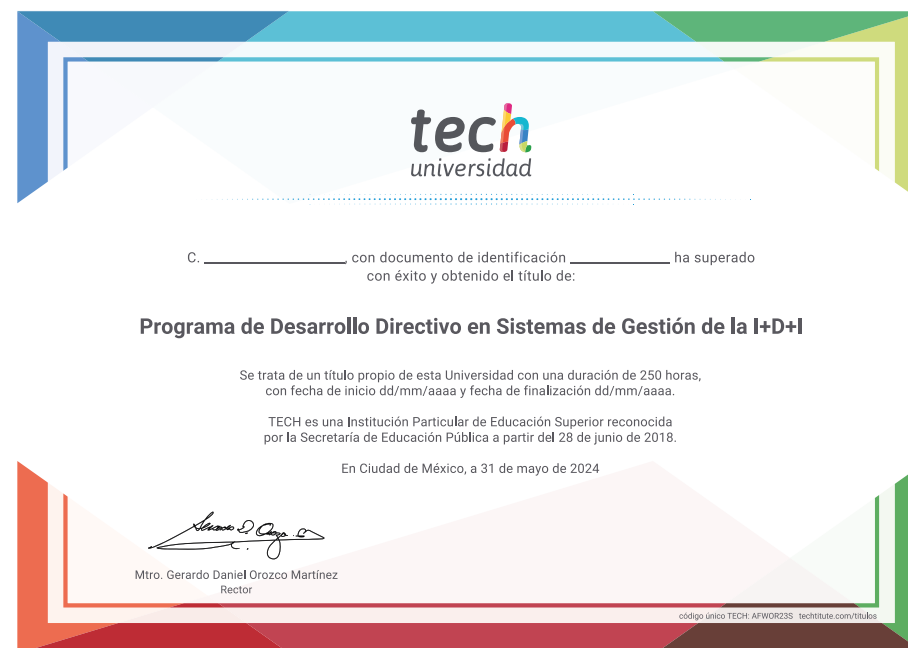 tech
universidad
C. ____________, con documento de identificación ____________ ha superado
con éxito y obtenido el título de:
Programa de Desarrollo Directivo en Sistemas de Gestión de la I+D+I
Se trata de un título propio de esta Universidad con una duración de 250 horas,
con fecha de inicio dd/mm/aaaa y fecha de finalización dd/mm/aaaa.
TECH es una Institución Particular de Educación Superior reconocida
por la Secretaría de Educación Pública a partir del 28 de junio de 2018.
En Ciudad de México, a 31 de mayo de 2024
Mtro. Gerardo Daniel Orozco Martínez
Rector
código único TECH: AFWOR23S techtitute.com/títulos